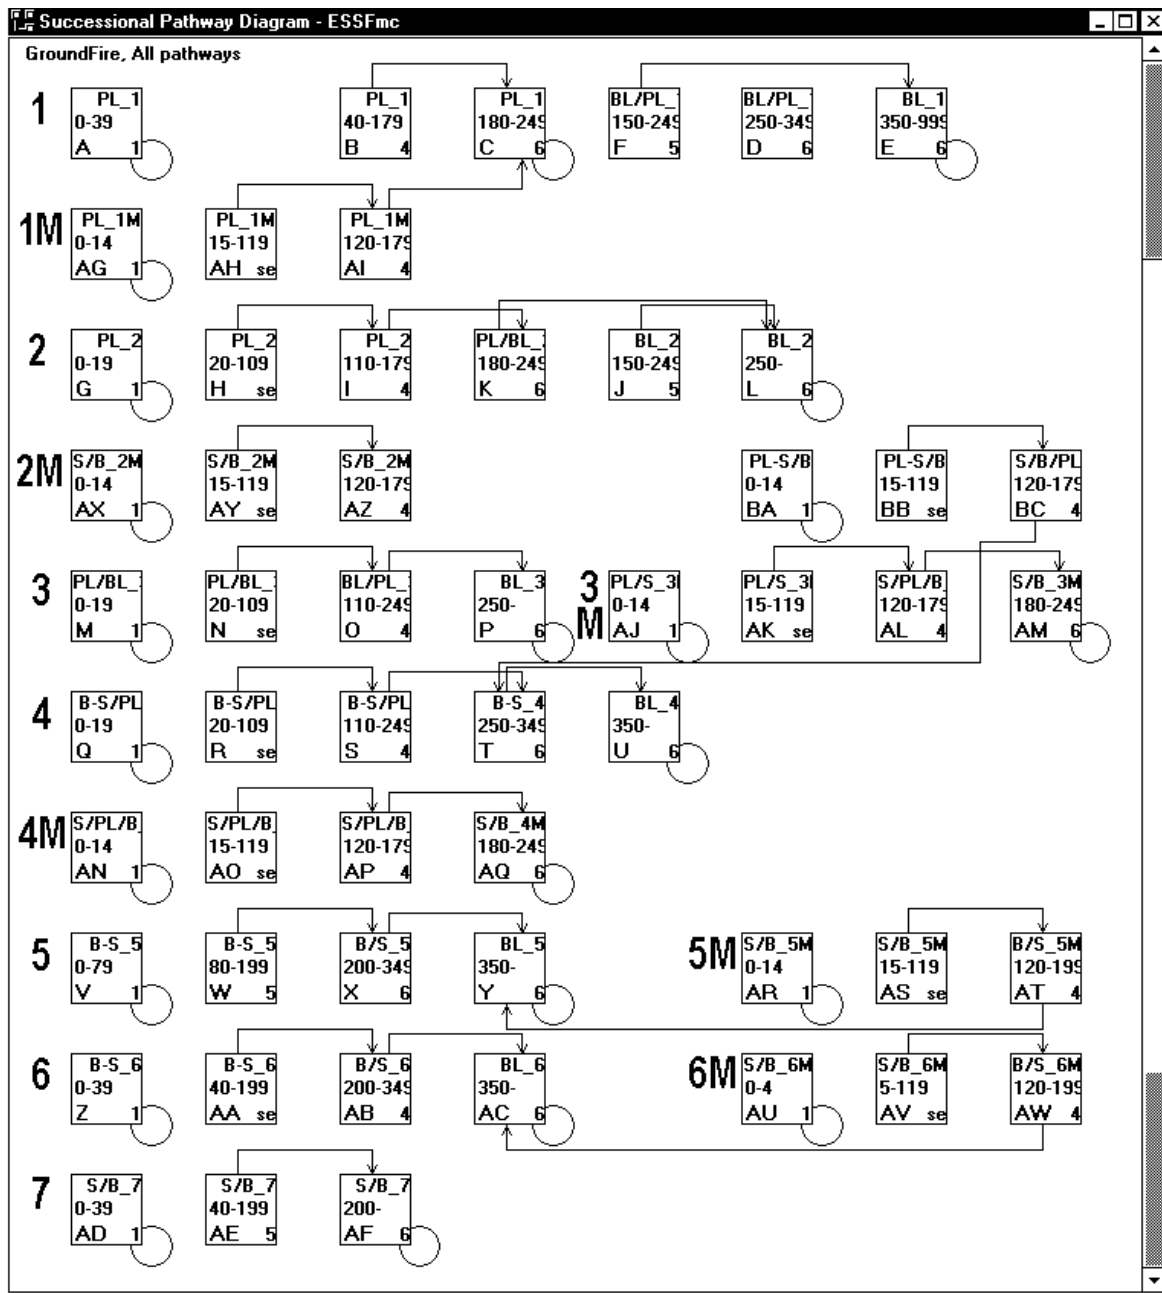 Successional Pathway Diagram - ESSFmc
GroundFire, All pathways
1
PL_1
0-39
A 1
PL_1
40-179
B 4
PL_1
180-249
C 6
BL/PL_
150-249
F 5
BL/PL_
250-349
D 6
BL_1
350-999
E 6
1M
PL_1M
0-14
AG 1
PL_1M
15-119
AH se
PL_1M
120-179
AI 4
2
PL_2
0-19
G 1
PL_2
20-109
H se
PL_2
110-179
I 4
PL/BL_
180-249
K 6
BL_2
150-249
J 5
BL_2
250-
L 6
2M
S/B_2M
0-14
AX 1
S/B_2M
15-119
AY se
S/B_2M
120-179
AZ 4
PL-S/B
0-14
BA 1
PL-S/B
15-119
BB se
S/B/PL
120-179
BC 4
3
PL/BL_
0-19
M 1
PL/BL_
20-109
N se
BL/PL_
110-249
O 4
BL_3
250-
P 6
3
M
PL/S_3
0-14
AJ 1
PL/S_3
15-119
AK se
S/PL/B_
120-179
AL 4
S/B_3M
180-249
AM 6
4
B-S/PL
0-19
Q 1
B-S/PL
20-109
R se
B-S/PL
110-249
S 4
B-S_4
250-349
T 6
BL_4
350-
U 6
4M
S/PL/B_
0-14
AN 1
S/PL/B_
15-119
AO se
S/PL/B_
120-179
AP 4
S/B_4M
180-249
AQ 6
5
B-S_5
0-79
V 1
B-S_5
80-199
W 5
B/S_5
200-349
X 6
BL_5
350-
Y 6
5M
S/B_5M
0-14
AR 1
S/B_5M
15-119
AS se
B/S_5M
120-199
AT 4
6
B-S_6
0-39
Z 1
B-S_6
40-199
AA se
B/S_6
200-349
AB 4
BL_6
350-
AC 6
6M
S/B_6M
0-4
AU 1
S/B_6M
5-119
AV se
B/S_6M
120-199
AW 4
7
S/B_7
0-39
AD 1
S/B_7
40-199
AE 5
S/B_7
200-
AF 6